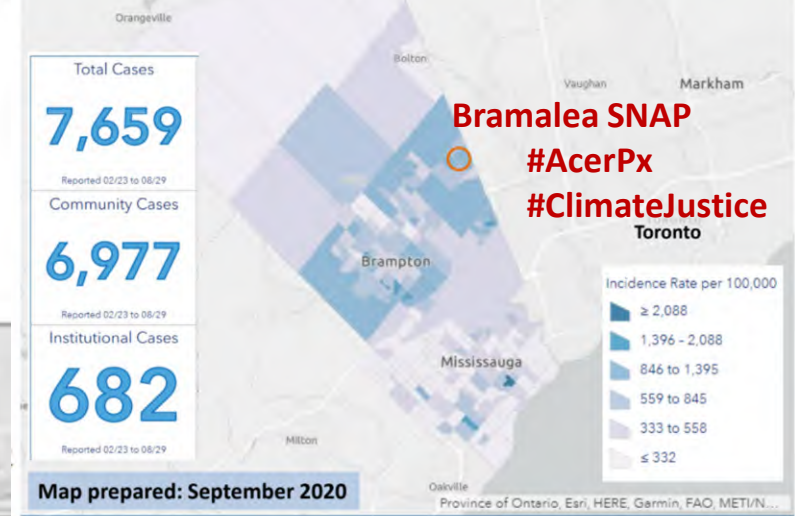 Orangeville
Bolton
Vaughan
Markham
Total Cases
7,659
Reported 02/23 to 08/29
Community Cases
6,977
Reported 02/23 to 08/29
Institutional Cases
682
Reported 02/23 to 08/29
Bramalea SNAP
#AcerPx
#ClimateJustice
Toronto
Brampton
Mississauga
Milton
Oakville
Incidence Rate per 100,000
≥ 2,088
1,396 - 2,088
846 to 1,395
559 to 845
333 to 558
≤ 332
Map prepared: September 2020
Province of Ontario, Esri, HERE, Garmin, FAO, METI/N...